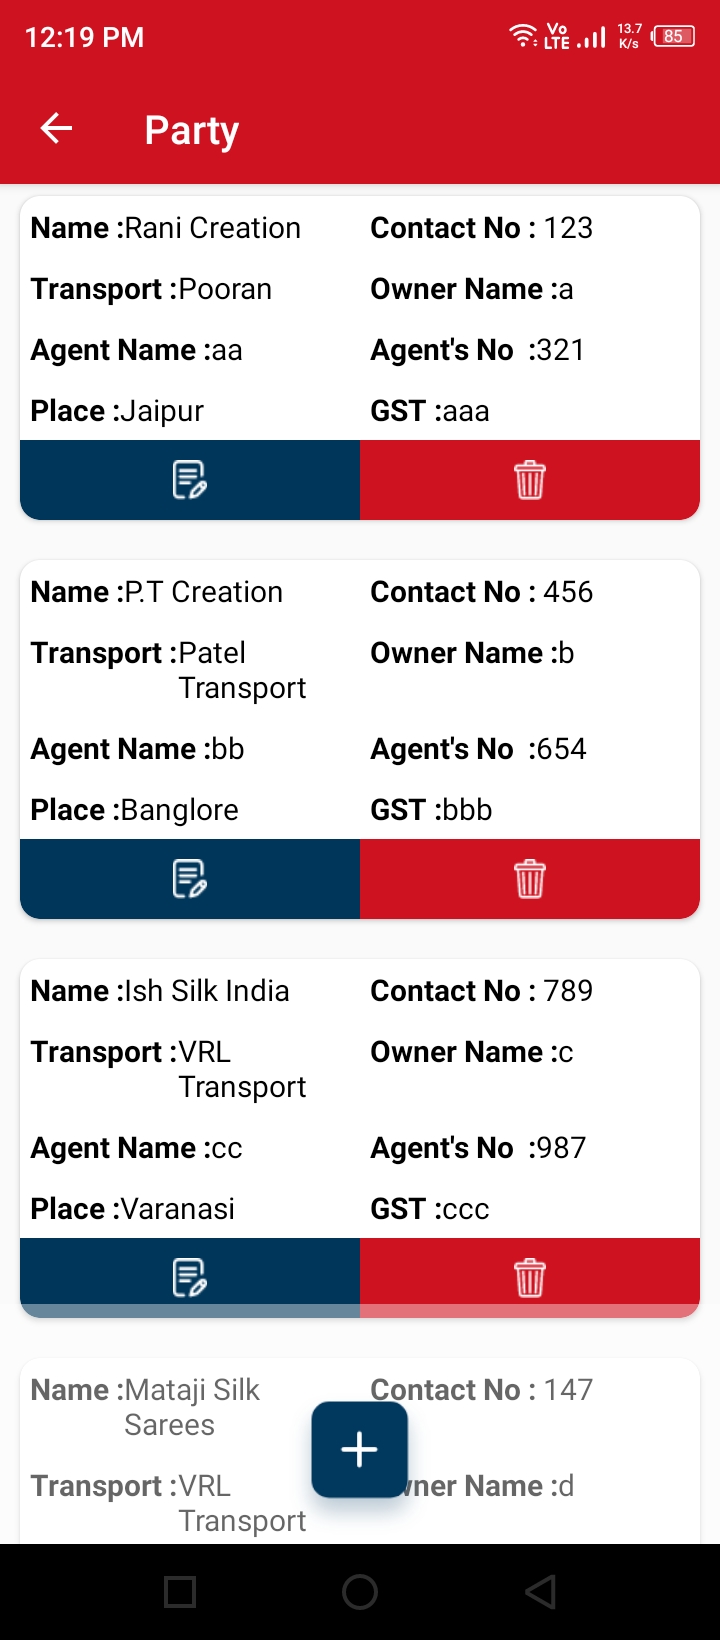 12:19 PM
Vo
LTE
13.7
K/s
85
Party
Name :Rani Creation
Contact No : 123
Transport :Pooran
Owner Name :a
Agent Name :aa
Agent's No :321
Place :Jaipur
GST :aaa
Name :P.T Creation
Contact No : 456
Transport :Patel
Transport
Owner Name :b
Agent Name :bb
Agent's No :654
Place :Banglore
GST :bbb
Name :Ish Silk India
Contact No : 789
Transport :VRL
Transport
Owner Name :c
Agent Name :cc
Agent's No :987
Place :Varanasi
GST :ccc
Name :Mataji Silk
Sarees
Contact No : 147
Transport :VRL
Transport
Name :d